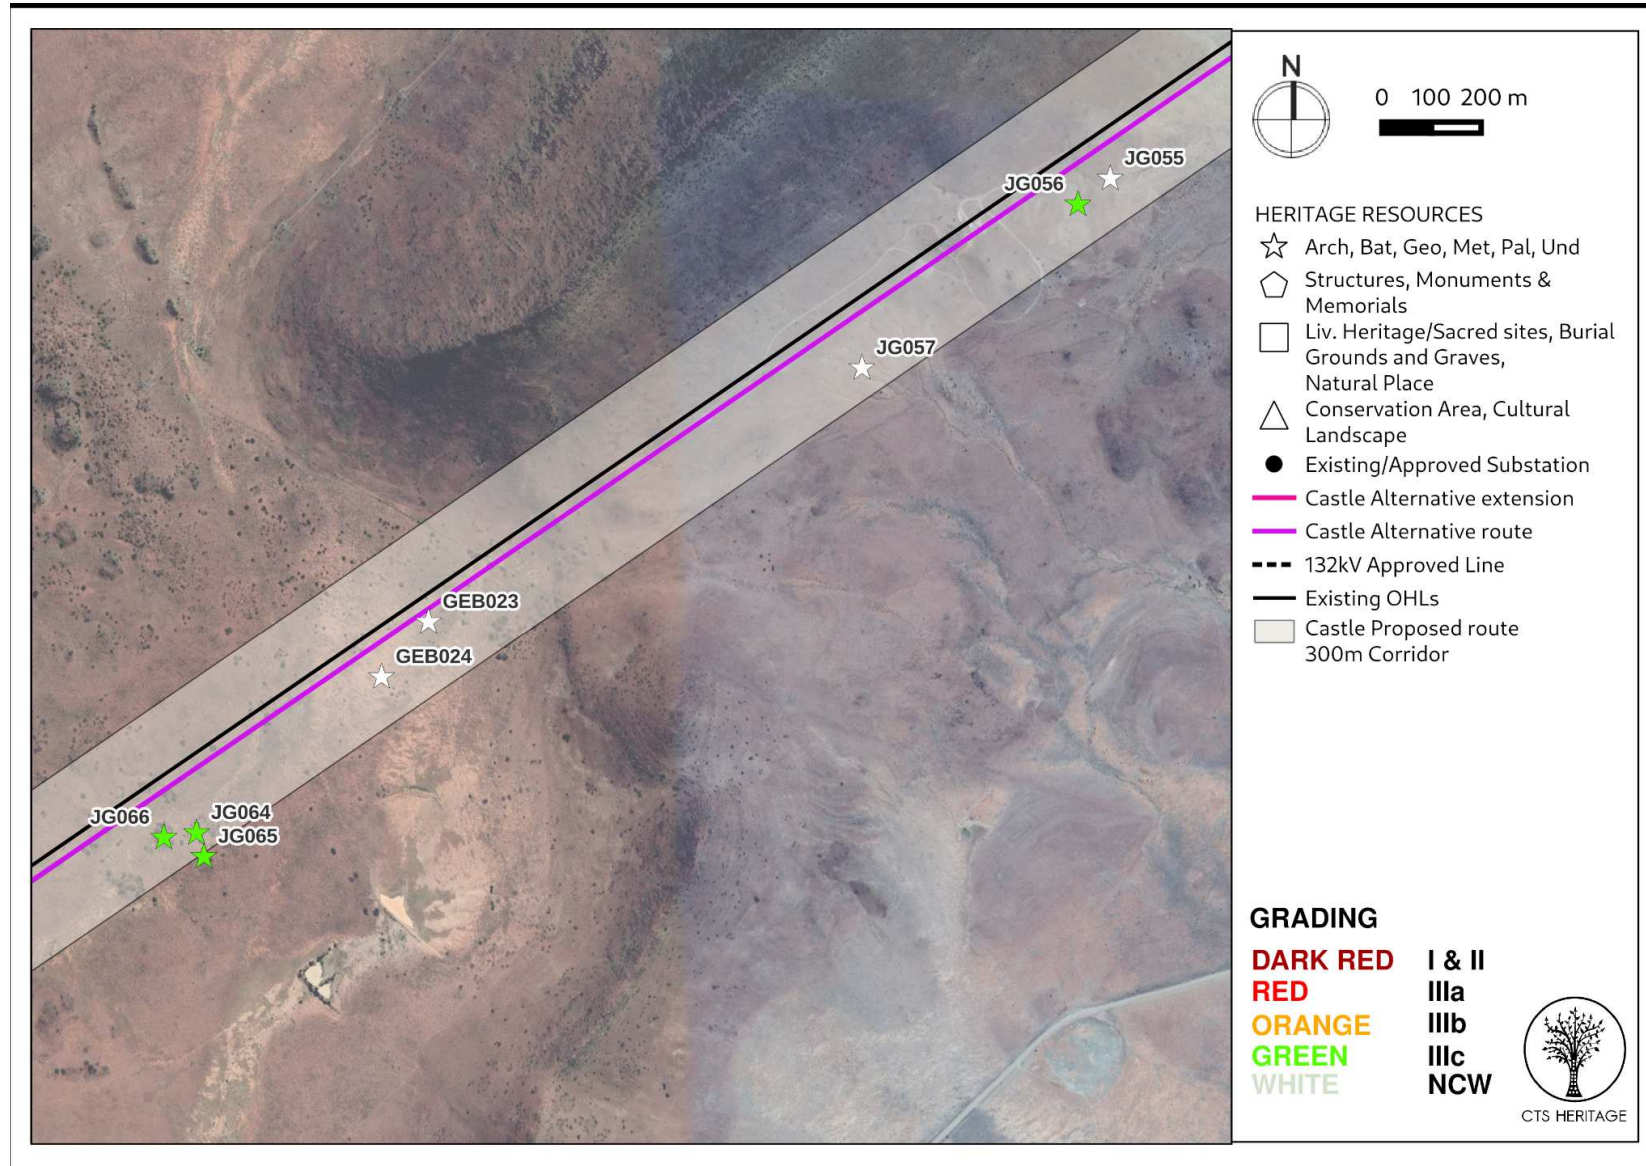 JG055
JG056
JG057
GEB023
GEB024
JG066
JG064
JG065
N
0 100 200 m
HERITAGE RESOURCES
Arch, Bat, Geo, Met, Pal, Und
Structures, Monuments &
Memorials
Liv. Heritage/Sacred sites, Burial
Grounds and Graves,
Natural Place
Conservation Area, Cultural
Landscape
Existing/Approved Substation
Castle Alternative extension
Castle Alternative route
132kV Approved Line
Existing OHLs
Castle Proposed route
300m Corridor
GRADING
DARK RED I & II
RED IIIa
ORANGE IIIb
GREEN IIIc
WHITE NCW
CTS HERITAGE